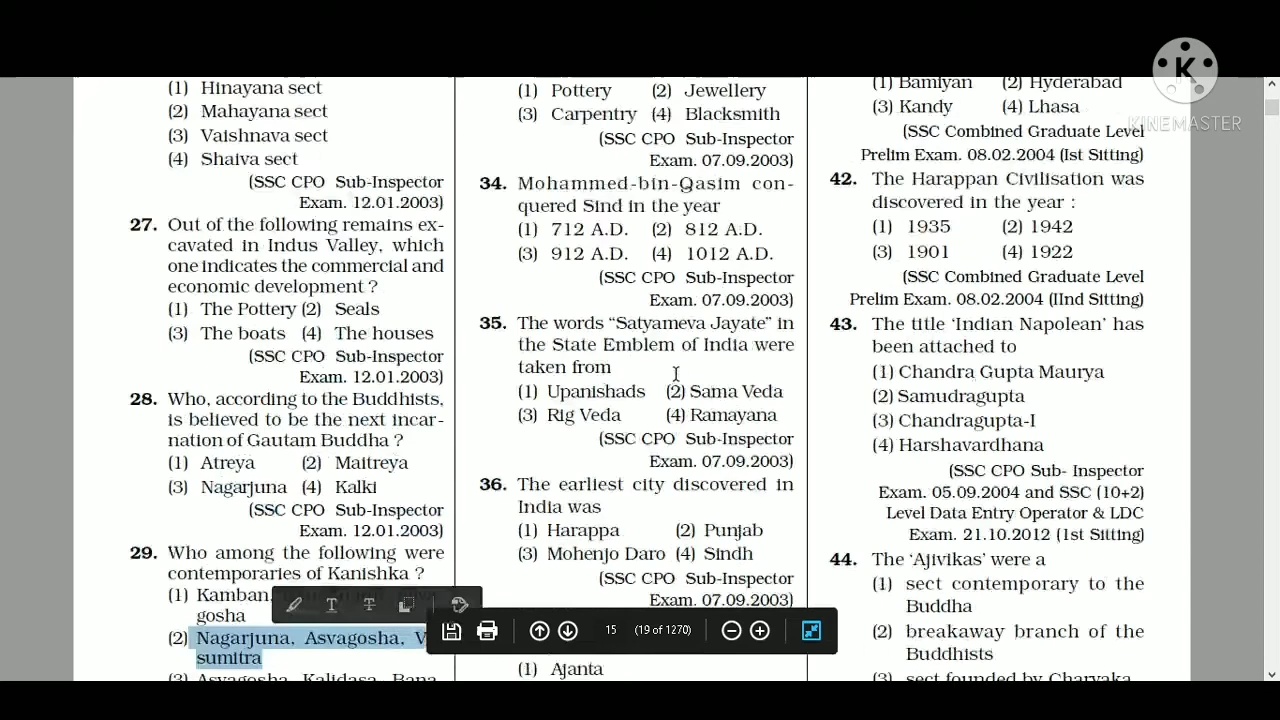 (1) Hinayana sect
(2) Mahayana sect
(3) Vaishnava sect
(4) Shaiva sect
(SSC CPO Sub-Inspector
Exam. 12.01.2003)
27. Out of the following remains ex-
cavated in Indus Valley, which
one indicates the commercial and
economic development ?
(1) The Pottery (2) Seals
(3) The boats (4) The houses
(SSC CPO Sub-Inspector
Exam. 12.01.2003)
28. Who, according to the Buddhists,
is believed to be the next incar-
nation of Gautam Buddha ?
(1) Atreya (2) Maitreya
(3) Nagarjuna (4) Kalki
(SSC CPO Sub-Inspector
Exam. 12.01.2003)
29. Who among the following were
contemporaries of Kanishka ?
(1) Kamban,
gosha
(2) Nagarjuna, Asvagosha, V
sumitra
(3) Asvagosha, Kalidasa, Bana
(1) Pottery (2) Jewellery
(3) Carpentry (4) Blacksmith
(SSC CPO Sub-Inspector
Exam. 07.09.2003)
34. Mohammed-bin-Qasim con-
quered Sind in the year
(1) 712 A.D. (2) 812 A.D.
(3) 912 A.D. (4) 1012 A.D.
(SSC CPO Sub-Inspector
Exam. 07.09.2003)
35. The words “Satyameva Jayate” in
the State Emblem of India were
taken from
(1) Upanishads (2) Sama Veda
(3) Rig Veda (4) Ramayana
(SSC CPO Sub-Inspector
Exam. 07.09.2003)
36. The earliest city discovered in
India was
(1) Harappa (2) Punjab
(3) Mohenjo Daro (4) Sindh
(SSC CPO Sub-Inspector
Exam. 07.09.2003)
15 (19 of 1270)
(1) Ajanta
(1) Bamiyan (2) Hyderabad
(3) Kandy (4) Lhasa
(SSC Combined Graduate Level
Prelim Exam. 08.02.2004 (Ist Sitting)
42. The Harappan Civilisation was
discovered in the year :
(1) 1935 (2) 1942
(3) 1901 (4) 1922
(SSC Combined Graduate Level
Prelim Exam. 08.02.2004 (IInd Sitting)
43. The title ‘Indian Napolean’ has
been attached to
(1) Chandra Gupta Maurya
(2) Samudragupta
(3) Chandragupta-I
(4) Harshavardhana
(SSC CPO Sub- Inspector
Exam. 05.09.2004 and SSC (10+2)
Level Data Entry Operator & LDC
Exam. 21.10.2012 (1st Sitting)
44. The ‘Ajivikas’ were a
(1) sect contemporary to the
Buddha
(2) breakaway branch of the
Buddhists
(3) sect founded by Charvaka
K
KINEMASTER